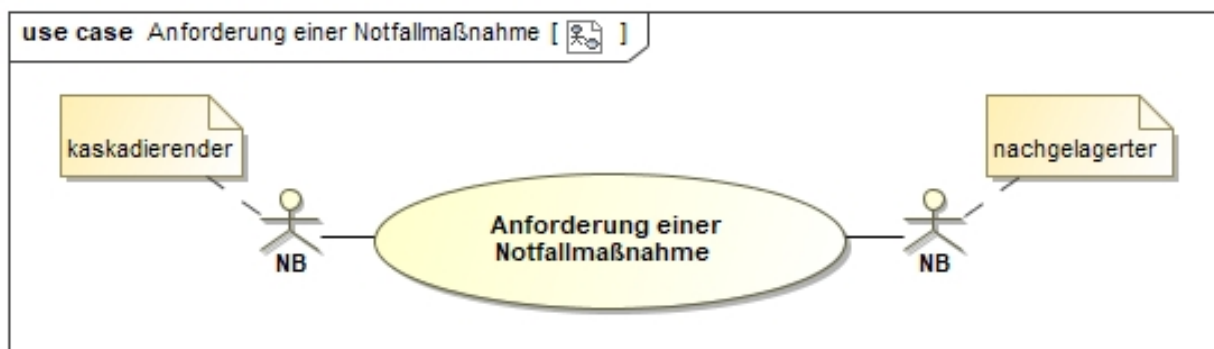 use case Anforderung einer Notfallmaßnahme [ ]
kaskadierender
nachgelagerter
Anforderung einer
Notfallmaßnahme
NB
NB